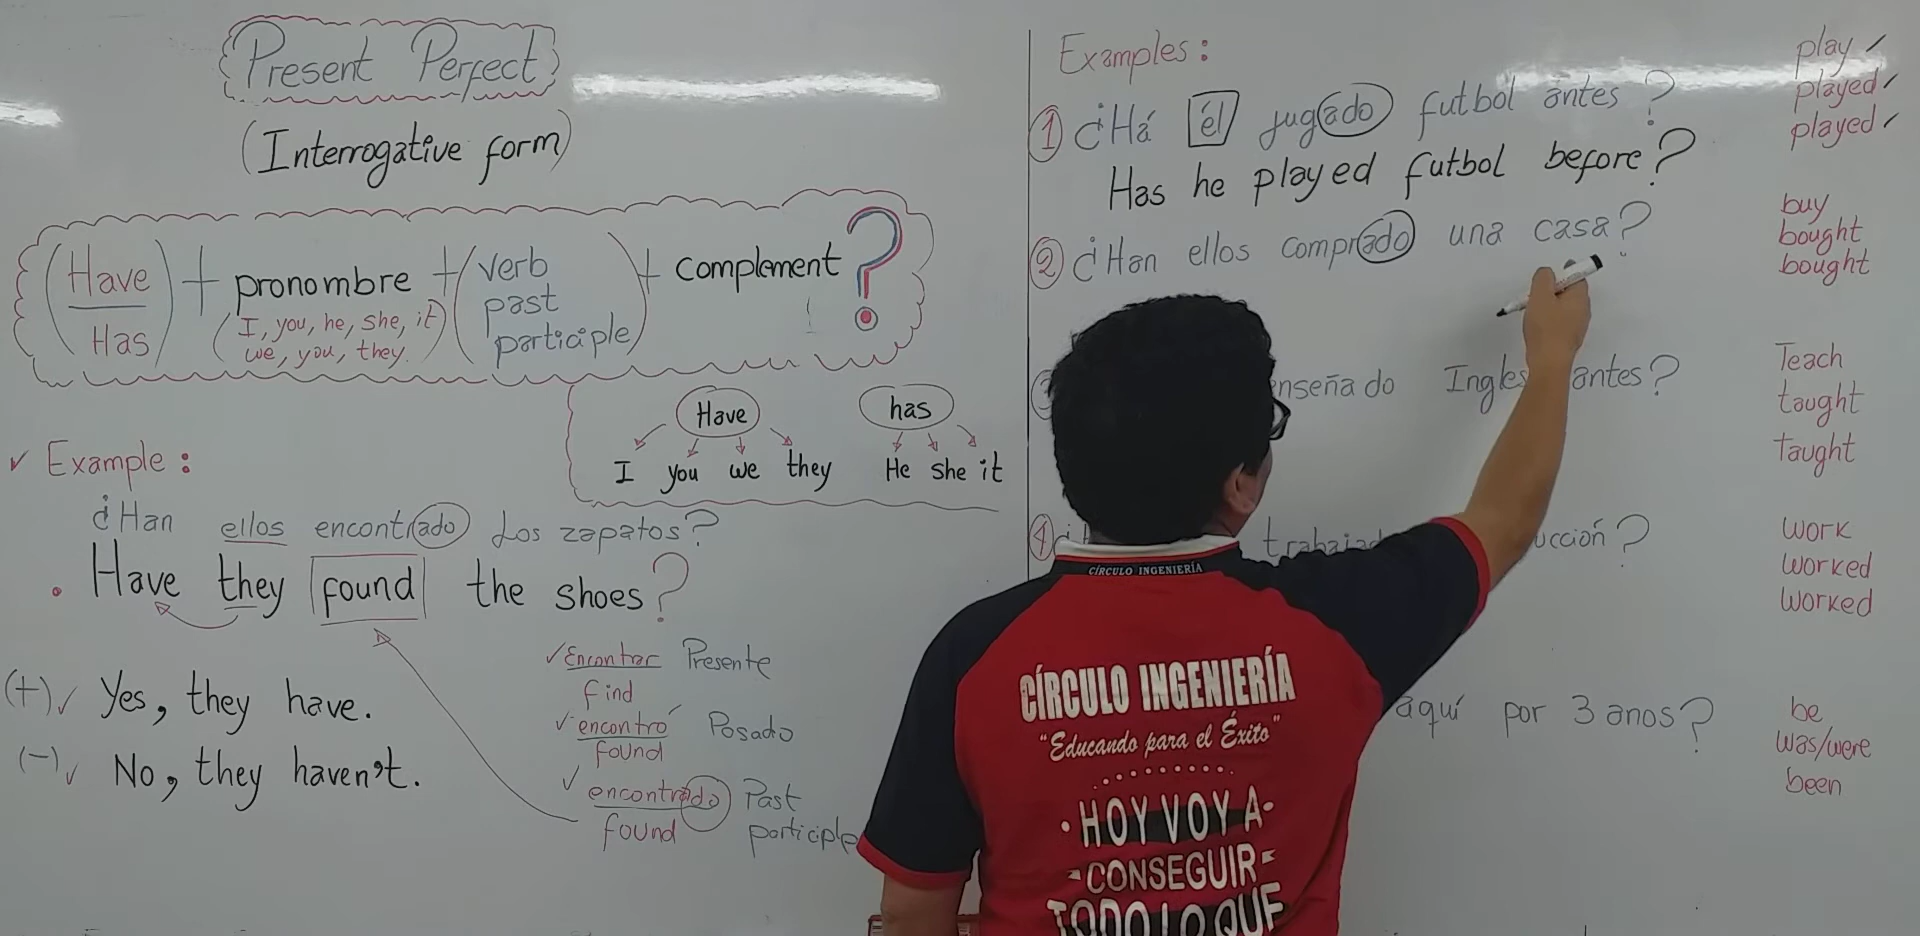 Present Perfect
(Interrogative form)
(Have / Has) + pronombre + (verb past participle) + complement ?
(I, you, he, she, it
we, you, they.)
Have
I you we they
has
He she it
✓ Example:
¿Han ellos encontrado Los zapatos?
• Have they found the shoes?
(+)✓ Yes, they have.
(-)✓ No, they haven't.
✓ Encontrar Presente
find
✓ encontró Pasado
found
✓ encontrado Past participle
found
Examples:
① ¿Há él jugado futbol antes?
Has he played futbol before?
② ¿Han ellos comprado una casa?
enseñado Ingles antes?
④ ucción?
aquí por 3 anos?
play ✓
played ✓
played ✓
buy
bought
bought
Teach
taught
Taught
work
worked
worked
be
was/were
been
CÍRCULO INGENIERÍA
CÍRCULO INGENIERÍA
"Educando para el Éxito"
• HOY VOY A •
- CONSEGUIR -
TODO LO QUE